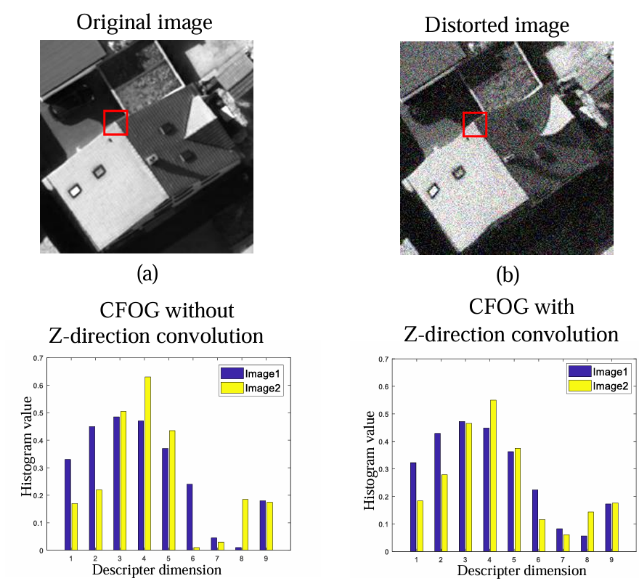 Original image
Distorted image
(a)
(b)
CFOG without
Z-direction convolution
CFOG with
Z-direction convolution
0.7
0.6
0.5
0.4
0.3
0.2
0.1
0
Histogram value
Image1
Image2
1 2 3 4 5 6 7 8 9
Descripter dimension
0.7
0.6
0.5
0.4
0.3
0.2
0.1
0
Histogram value
Image1
Image2
1 2 3 4 5 6 7 8 9
Descripter dimension